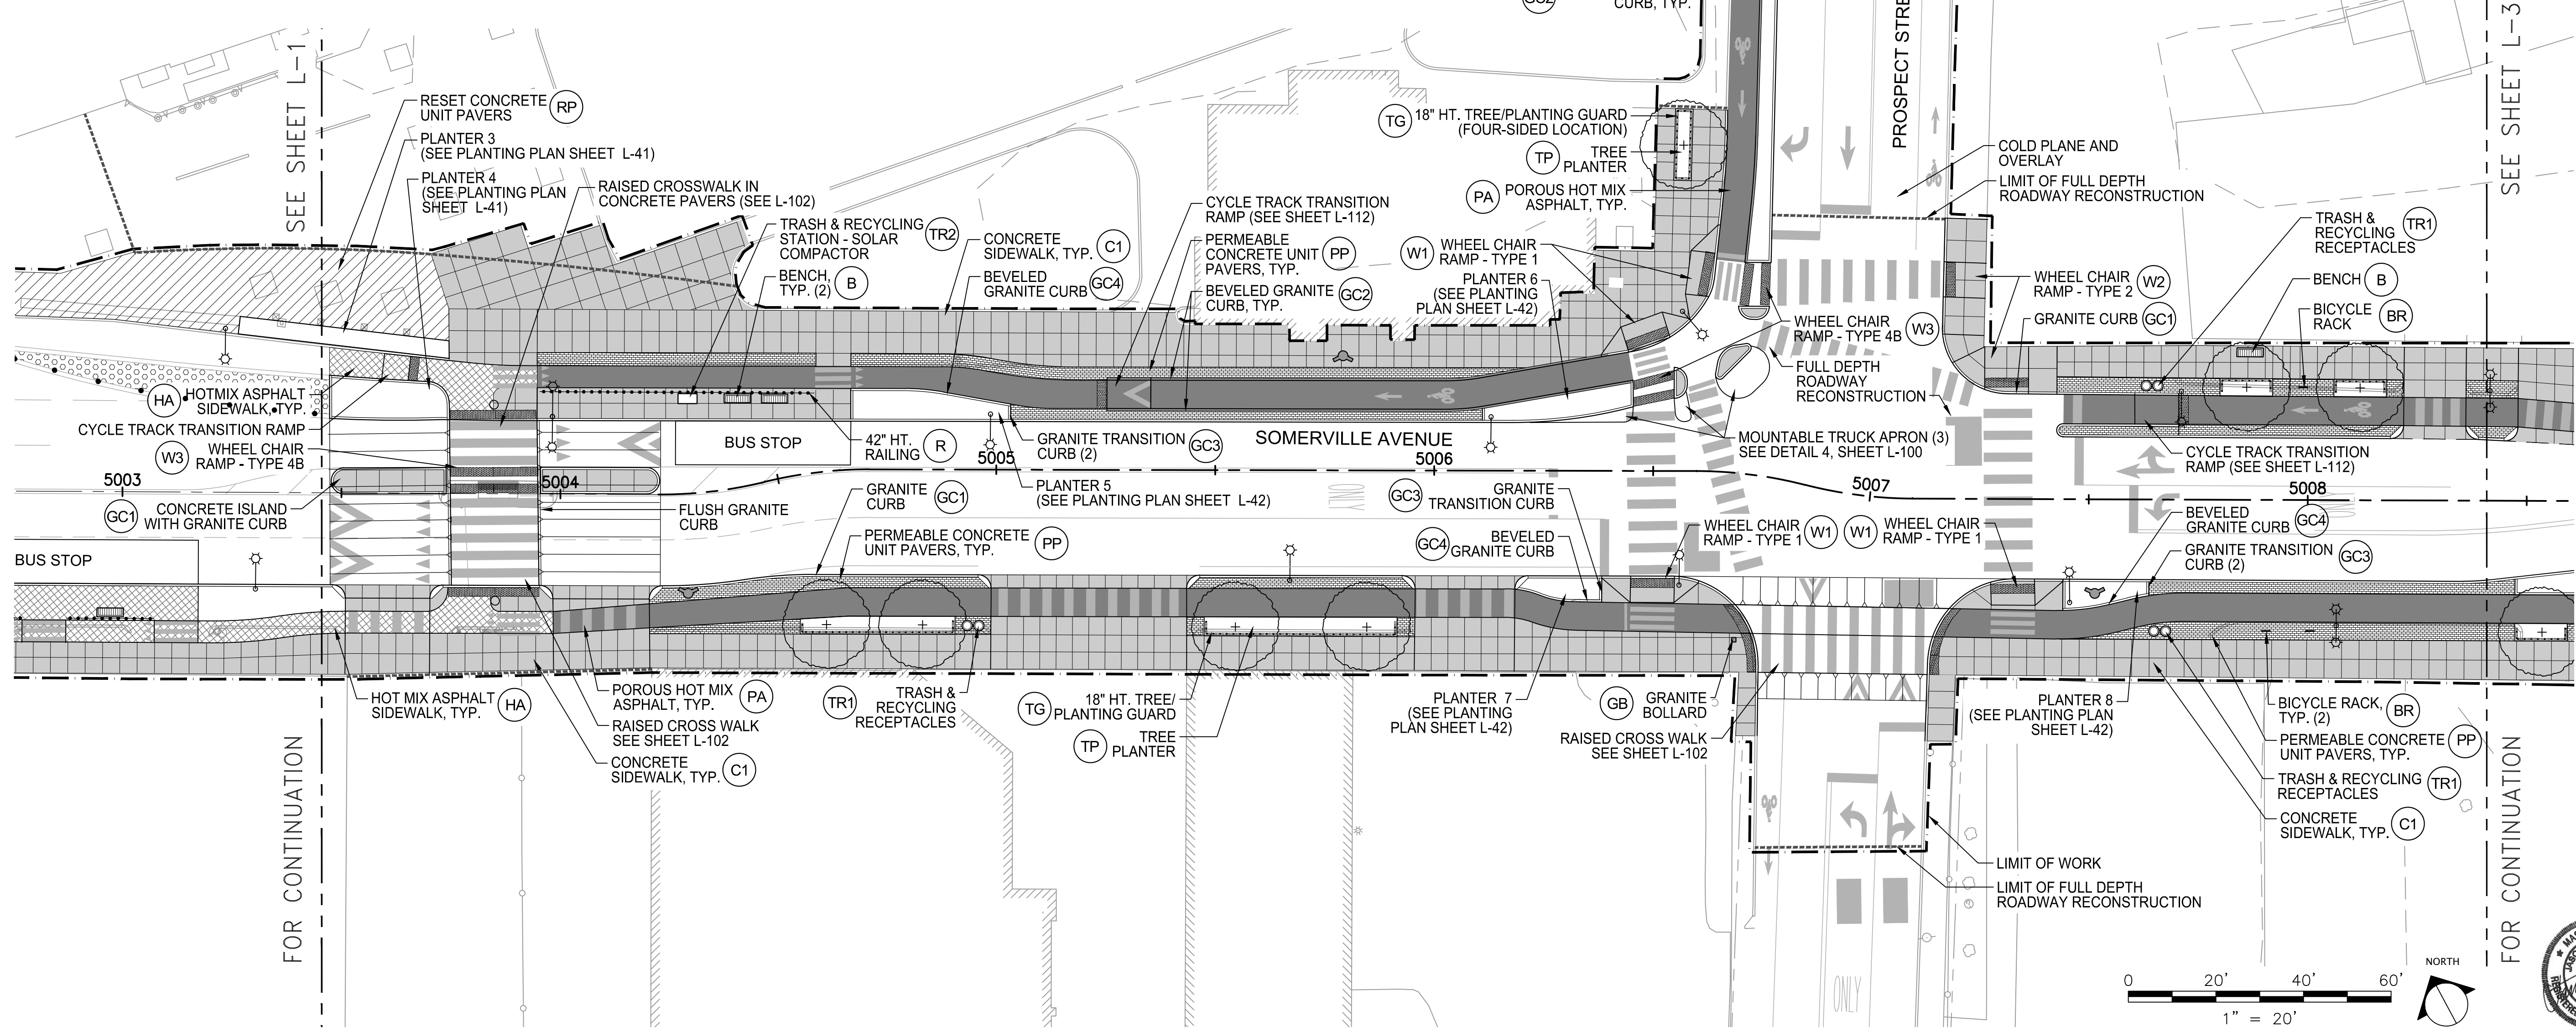 GC2
CURB, TYP.
SEE SHEET L-1
PROSPECT STRE
SEE SHEET L-3
RESET CONCRETE
UNIT PAVERS
RP
PLANTER 3
(SEE PLANTING PLAN SHEET L-41)
PLANTER 4
(SEE PLANTING PLAN
SHEET L-41)
RAISED CROSSWALK IN
CONCRETE PAVERS (SEE L-102)
TRASH & RECYCLING
STATION - SOLAR
COMPACTOR
TR2
BENCH,
TYP. (2)
B
CONCRETE
SIDEWALK, TYP.
C1
BEVELED
GRANITE CURB
GC4
CYCLE TRACK TRANSITION
RAMP (SEE SHEET L-112)
PERMEABLE
CONCRETE UNIT
PAVERS, TYP.
PP
BEVELED GRANITE
CURB, TYP.
GC2
TG
18" HT. TREE/PLANTING GUARD
(FOUR-SIDED LOCATION)
TP
TREE
PLANTER
PA
POROUS HOT MIX
ASPHALT, TYP.
W1
WHEEL CHAIR
RAMP - TYPE 1
PLANTER 6
(SEE PLANTING
PLAN SHEET L-42)
COLD PLANE AND
OVERLAY
LIMIT OF FULL DEPTH
ROADWAY RECONSTRUCTION
TRASH &
RECYCLING
RECEPTACLES
TR1
WHEEL CHAIR
RAMP - TYPE 2
W2
BENCH
B
GRANITE CURB
GC1
BICYCLE
RACK
BR
WHEEL CHAIR
RAMP - TYPE 4B
W3
FULL DEPTH
ROADWAY
RECONSTRUCTION
HA
HOTMIX ASPHALT
SIDEWALK, TYP.
CYCLE TRACK TRANSITION RAMP
W3
WHEEL CHAIR
RAMP - TYPE 4B
BUS STOP
42" HT.
RAILING
R
GRANITE TRANSITION
CURB (2)
GC3
SOMERVILLE AVENUE
MOUNTABLE TRUCK APRON (3)
SEE DETAIL 4, SHEET L-100
CYCLE TRACK TRANSITION
RAMP (SEE SHEET L-112)
5003
5004
5005
5006
5007
5008
GC1
CONCRETE ISLAND
WITH GRANITE CURB
FLUSH GRANITE
CURB
GRANITE
CURB
GC1
PLANTER 5
(SEE PLANTING PLAN SHEET L-42)
ONLY
GC3
GRANITE
TRANSITION CURB
BUS STOP
PERMEABLE CONCRETE
UNIT PAVERS, TYP.
PP
GC4
BEVELED
GRANITE CURB
WHEEL CHAIR
RAMP - TYPE 1
W1
W1
WHEEL CHAIR
RAMP - TYPE 1
ONLY
BEVELED
GRANITE CURB
GC4
GRANITE TRANSITION
CURB (2)
GC3
HOT MIX ASPHALT
SIDEWALK, TYP.
HA
POROUS HOT MIX
ASPHALT, TYP.
PA
RAISED CROSS WALK
SEE SHEET L-102
CONCRETE
SIDEWALK, TYP.
C1
TR1
TRASH &
RECYCLING
RECEPTACLES
TG
18" HT. TREE/
PLANTING GUARD
TP
TREE
PLANTER
PLANTER 7
(SEE PLANTING
PLAN SHEET L-42)
GB
GRANITE
BOLLARD
RAISED CROSS WALK
SEE SHEET L-102
PLANTER 8
(SEE PLANTING PLAN
SHEET L-42)
BICYCLE RACK,
TYP. (2)
BR
PERMEABLE CONCRETE
UNIT PAVERS, TYP.
PP
TRASH & RECYCLING
RECEPTACLES
TR1
CONCRETE
SIDEWALK, TYP.
C1
LIMIT OF WORK
LIMIT OF FULL DEPTH
ROADWAY RECONSTRUCTION
FOR CONTINUATION
ONLY
FOR CONTINUATION
0 20' 40' 60'
1" = 20'
NORTH